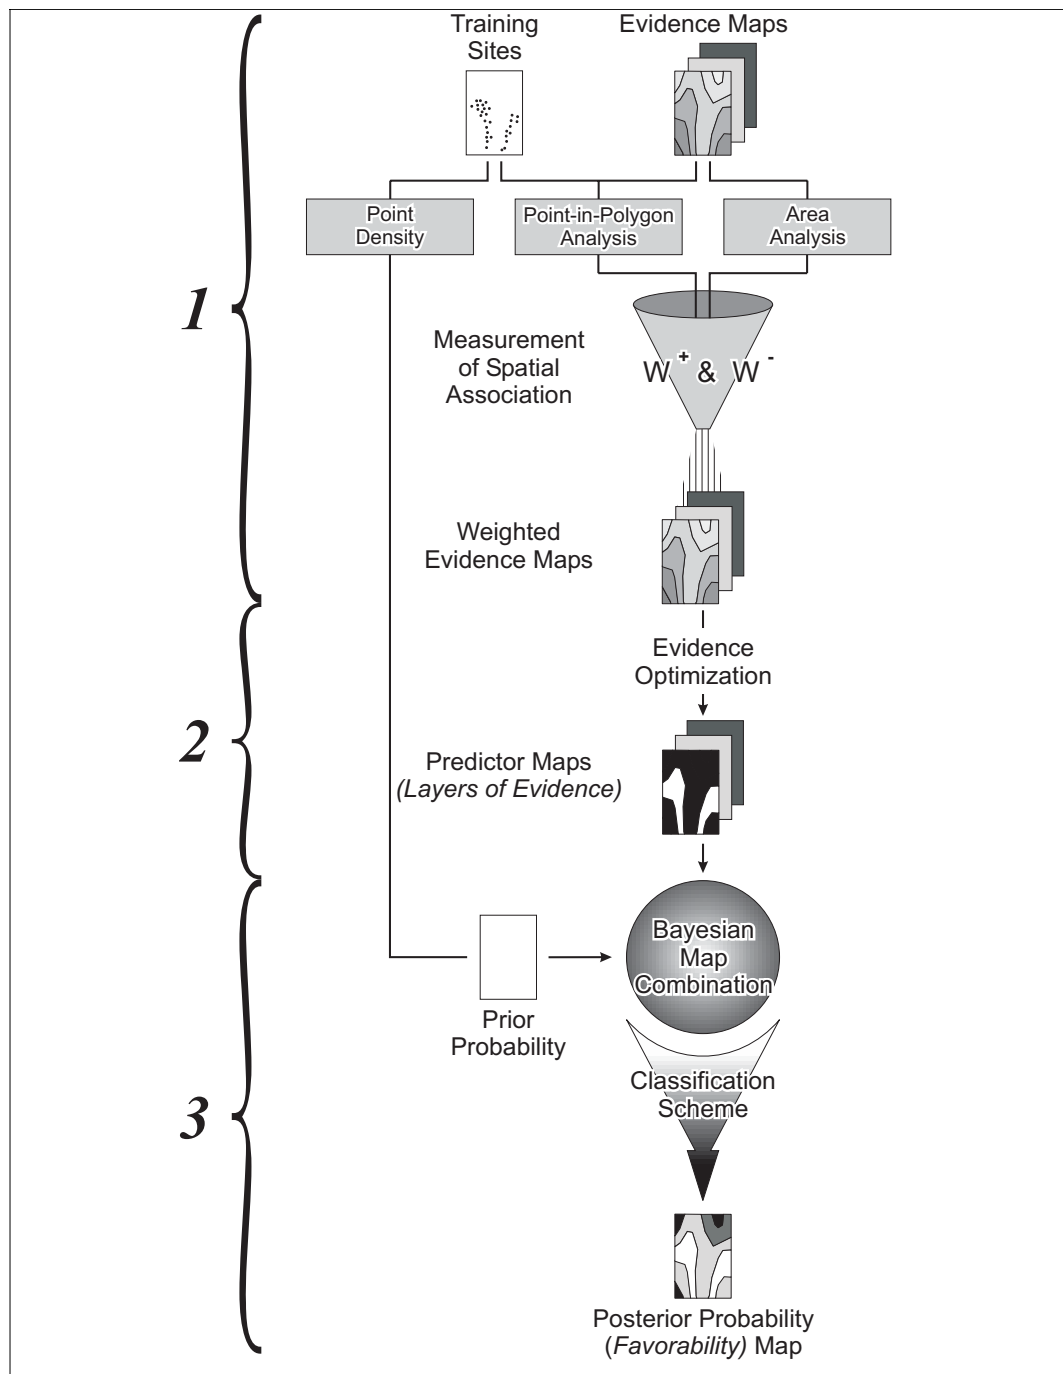 Training
Sites
Evidence Maps
Point
Density
Point-in-Polygon
Analysis
Area
Analysis
1
Measurement
of Spatial
Association
W + & W -
Weighted
Evidence Maps
Evidence
Optimization
2
Predictor Maps
(Layers of Evidence)
Bayesian
Map
Combination
Prior
Probability
3
Classification
Scheme
Posterior Probability
(Favorability) Map